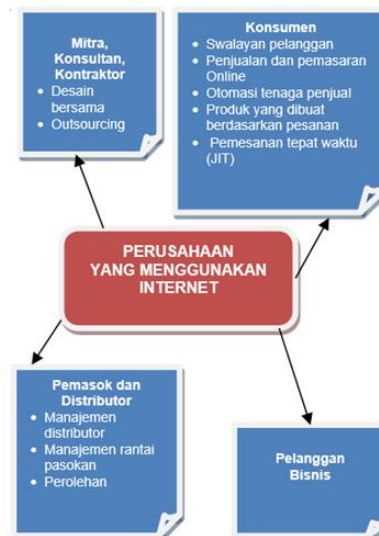 Mitra,
Konsultan,
Kontraktor
• Desain
bersama
• Outsourcing
Konsumen
• Swalayan pelanggan
• Penjualan dan pemasaran
Online
• Otomasi tenaga penjual
• Produk yang dibuat
berdasarkan pesanan
• Pemesanan tepat waktu
(JIT)
PERUSAHAAN
YANG MENGGUNAKAN
INTERNET
Pemasok dan
Distributor
• Manajemen
distributor
• Manajemen rantai
pasokan
• Perolehan
Pelanggan
Bisnis